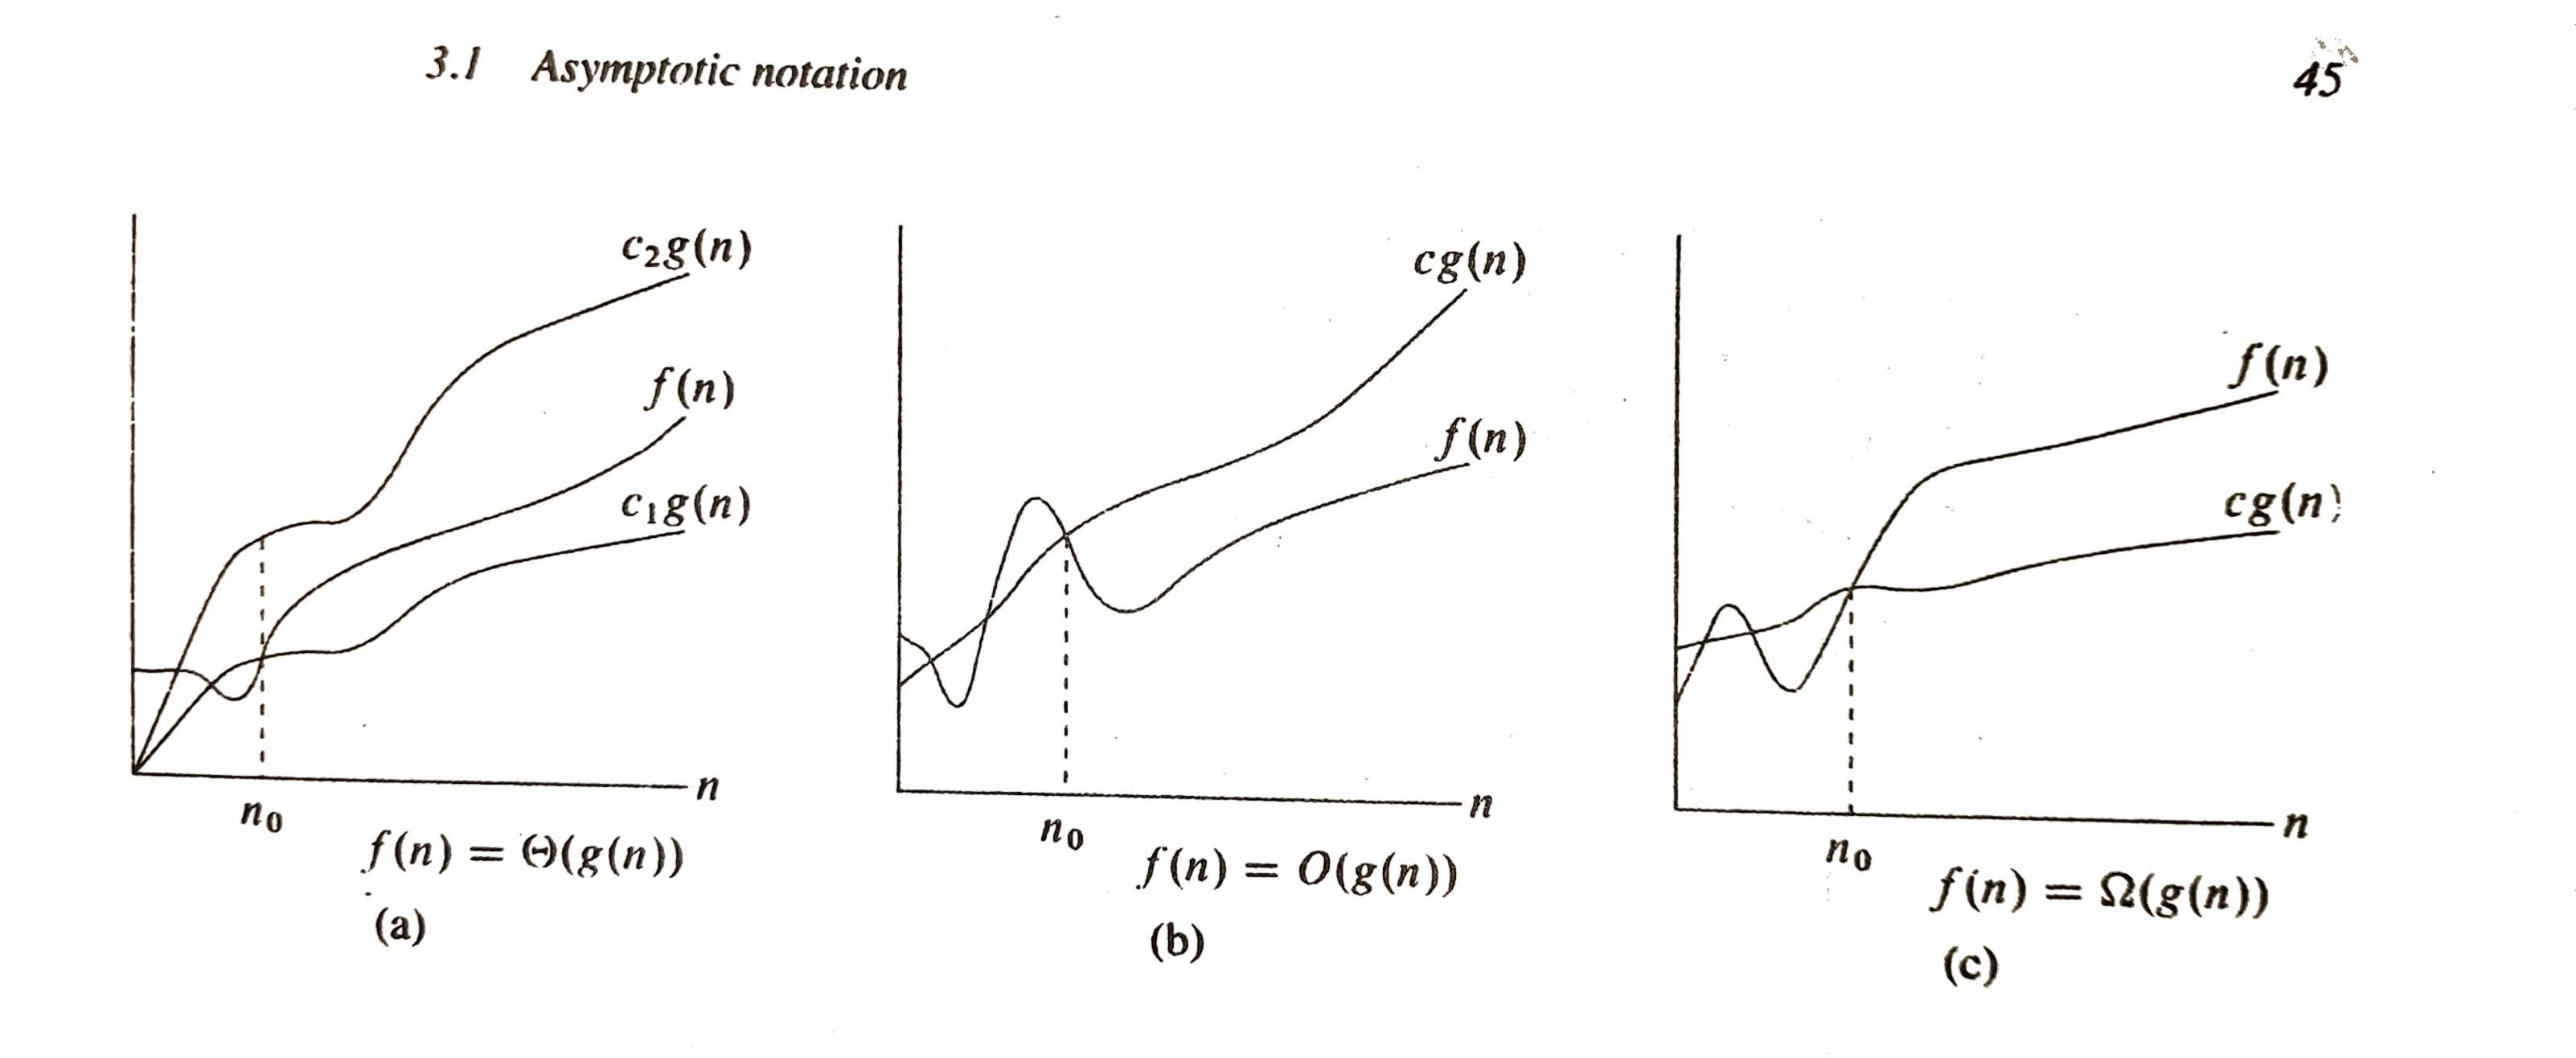 3.1 Asymptotic notation 45
c₂g(n)
f(n)
c₁g(n)
n
n₀
f(n) = Θ(g(n))
(a)
cg(n)
f(n)
n
n₀
f(n) = O(g(n))
(b)
f(n)
cg(n)
n
n₀
f(n) = Ω(g(n))
(c)